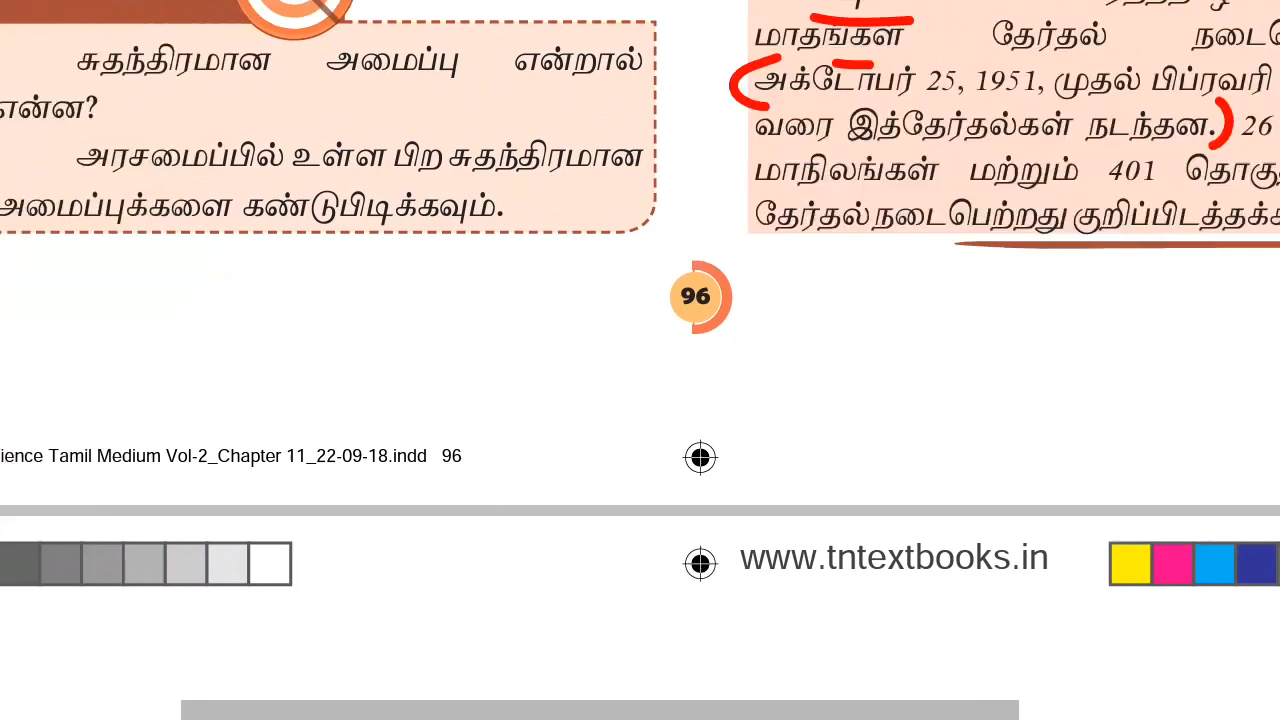 சுதந்திரமான அமைப்பு என்றால்
என்ன?
அரசமைப்பில் உள்ள பிற சுதந்திரமான
அமைப்புக்களை கண்டுபிடிக்கவும்.
மாதங்கள் தேர்தல்
அக்டோபர் 25, 1951, முதல் பிப்ரவரி
வரை இத்தேர்தல்கள் நடந்தன. 26
மாநிலங்கள் மற்றும் 401
தேர்தல் நடைபெற்றது
96
ience Tamil Medium Vol-2_Chapter 11_22-09-18.indd 96
www.tntextbooks.in